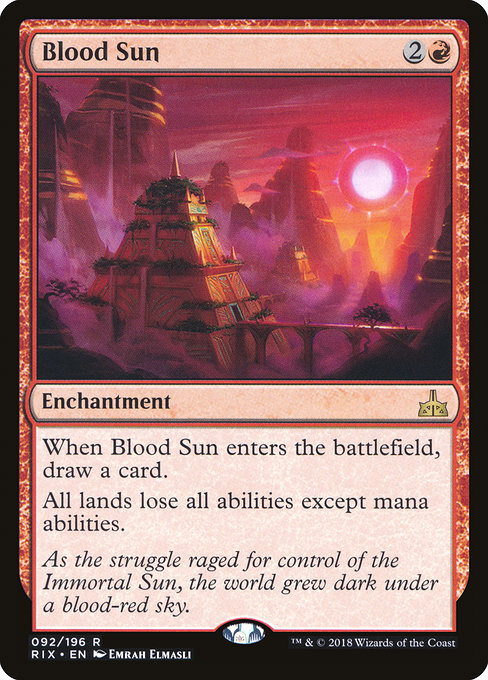 Blood Sun 2
Enchantment
When Blood Sun enters the battlefield,
draw a card.
All lands lose all abilities except mana
abilities.
As the struggle raged for control of the
Immortal Sun, the world grew dark under
a blood-red sky.
092/196 R
RIX • EN Emrah Elmasli
™ & © 2018 Wizards of the Coast